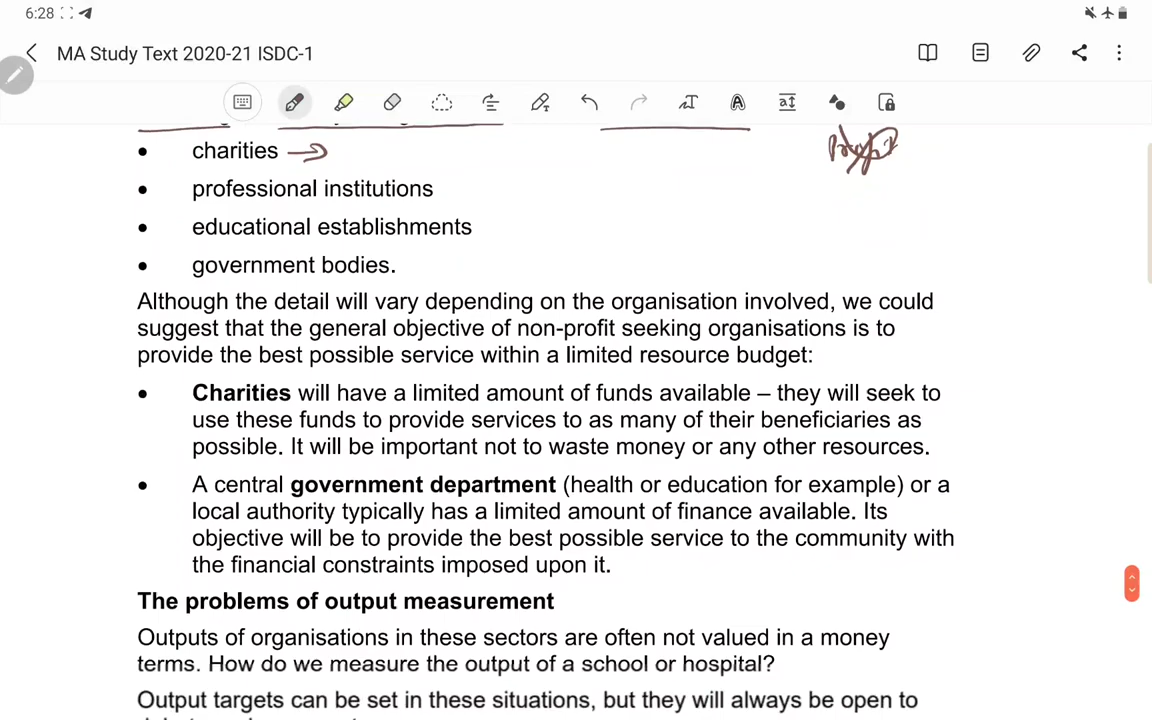 6:28
MA Study Text 2020-21 ISDC-1
• charities
• professional institutions
• educational establishments
• government bodies.
Although the detail will vary depending on the organisation involved, we could
suggest that the general objective of non-profit seeking organisations is to
provide the best possible service within a limited resource budget:
• Charities will have a limited amount of funds available – they will seek to
use these funds to provide services to as many of their beneficiaries as
possible. It will be important not to waste money or any other resources.
• A central government department (health or education for example) or a
local authority typically has a limited amount of finance available. Its
objective will be to provide the best possible service to the community with
the financial constraints imposed upon it.
The problems of output measurement
Outputs of organisations in these sectors are often not valued in a money
terms. How do we measure the output of a school or hospital?
Output targets can be set in these situations, but they will always be open to